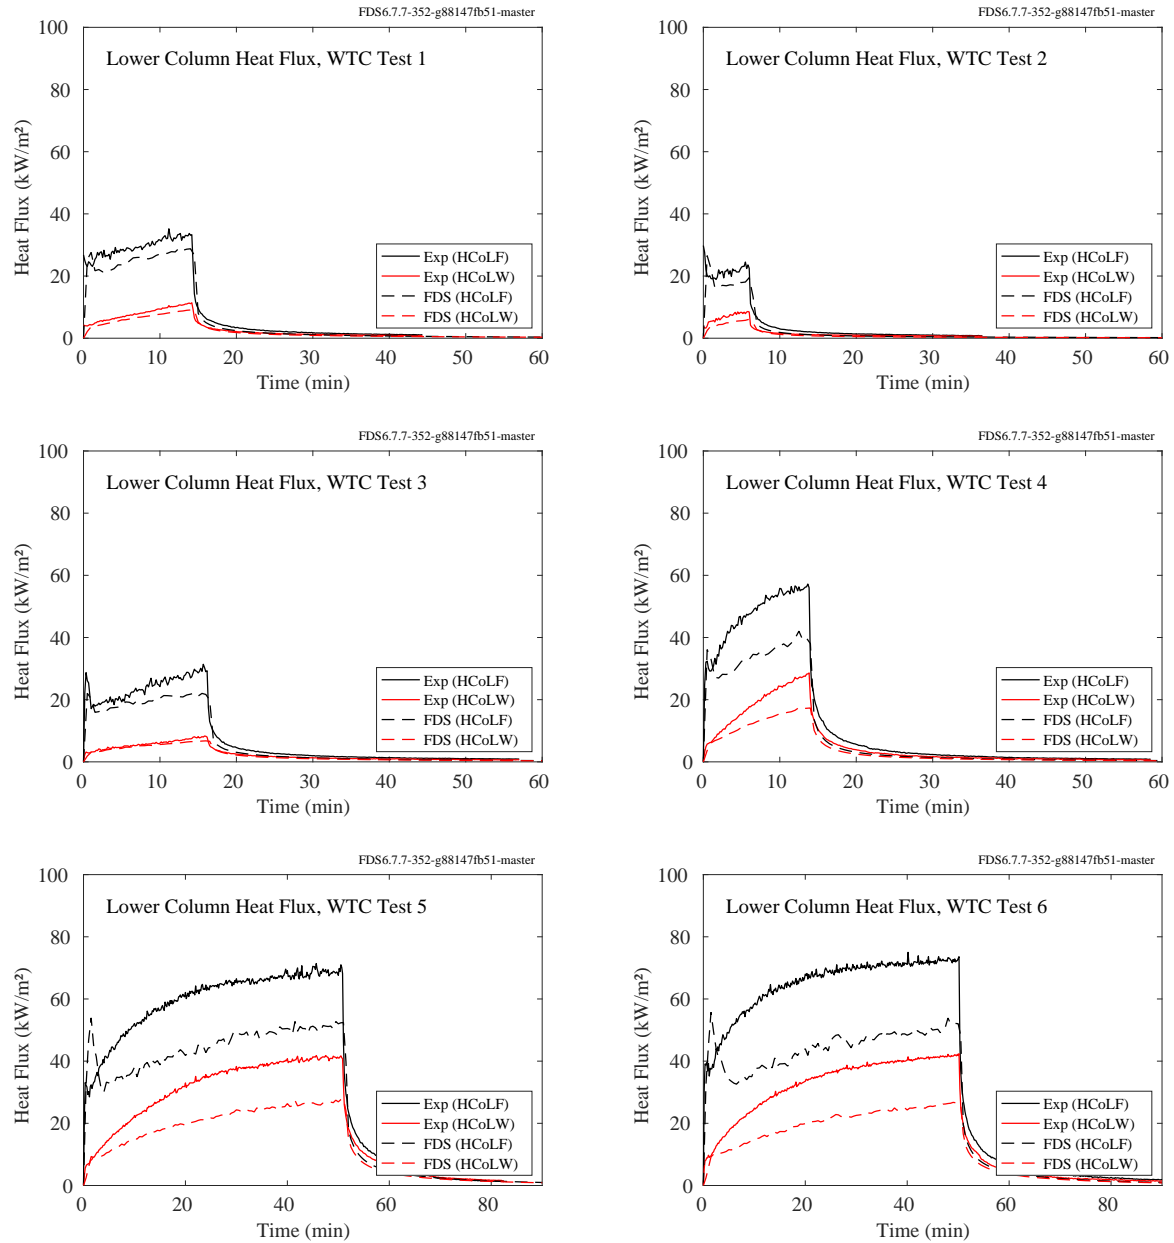 FDS6.7.7-352-g88147fb51-master
Lower Column Heat Flux, WTC Test 1
Heat Flux (kW/m²)
100
80
60
40
20
0
Exp (HCoLF)
Exp (HCoLW)
FDS (HCoLF)
FDS (HCoLW)
0 10 20 30 40 50 60
Time (min)
FDS6.7.7-352-g88147fb51-master
Lower Column Heat Flux, WTC Test 2
Heat Flux (kW/m²)
100
80
60
40
20
0
Exp (HCoLF)
Exp (HCoLW)
FDS (HCoLF)
FDS (HCoLW)
0 10 20 30 40 50 60
Time (min)
FDS6.7.7-352-g88147fb51-master
Lower Column Heat Flux, WTC Test 3
Heat Flux (kW/m²)
100
80
60
40
20
0
Exp (HCoLF)
Exp (HCoLW)
FDS (HCoLF)
FDS (HCoLW)
0 10 20 30 40 50 60
Time (min)
FDS6.7.7-352-g88147fb51-master
Lower Column Heat Flux, WTC Test 4
Heat Flux (kW/m²)
100
80
60
40
20
0
Exp (HCoLF)
Exp (HCoLW)
FDS (HCoLF)
FDS (HCoLW)
0 10 20 30 40 50 60
Time (min)
FDS6.7.7-352-g88147fb51-master
Lower Column Heat Flux, WTC Test 5
Heat Flux (kW/m²)
100
80
60
40
20
0
Exp (HCoLF)
Exp (HCoLW)
FDS (HCoLF)
FDS (HCoLW)
0 20 40 60 80
Time (min)
FDS6.7.7-352-g88147fb51-master
Lower Column Heat Flux, WTC Test 6
Heat Flux (kW/m²)
100
80
60
40
20
0
Exp (HCoLF)
Exp (HCoLW)
FDS (HCoLF)
FDS (HCoLW)
0 20 40 60 80
Time (min)